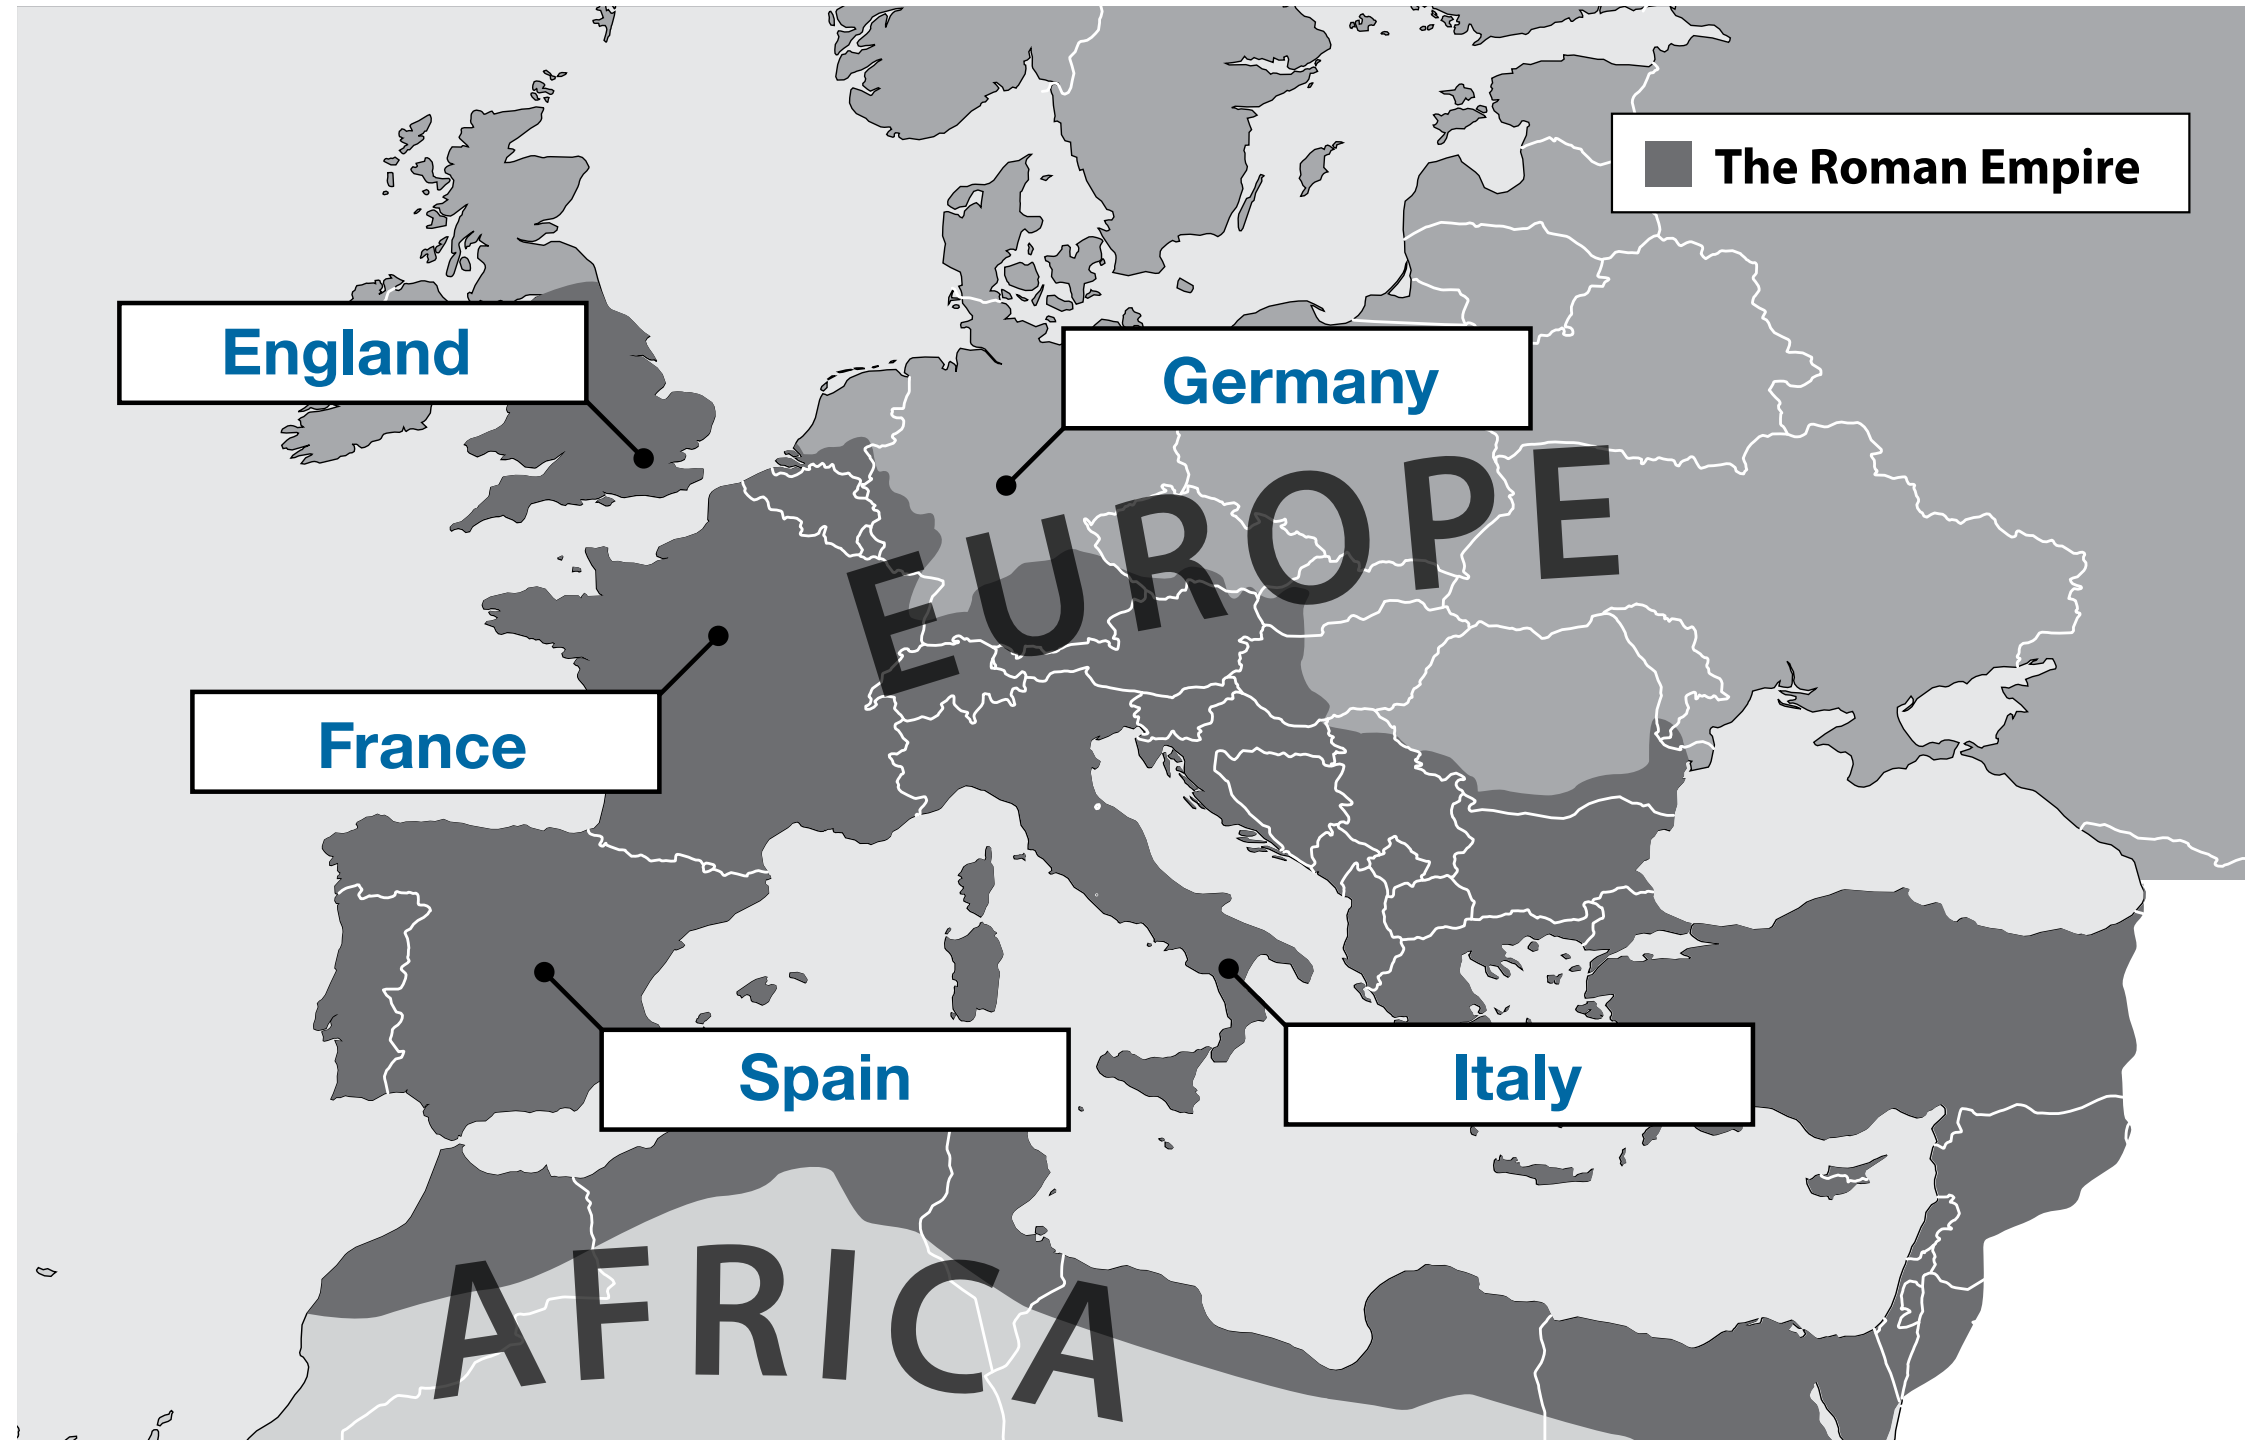 The Roman Empire
England
Germany
EUROPE
France
Spain
Italy
AFRICA